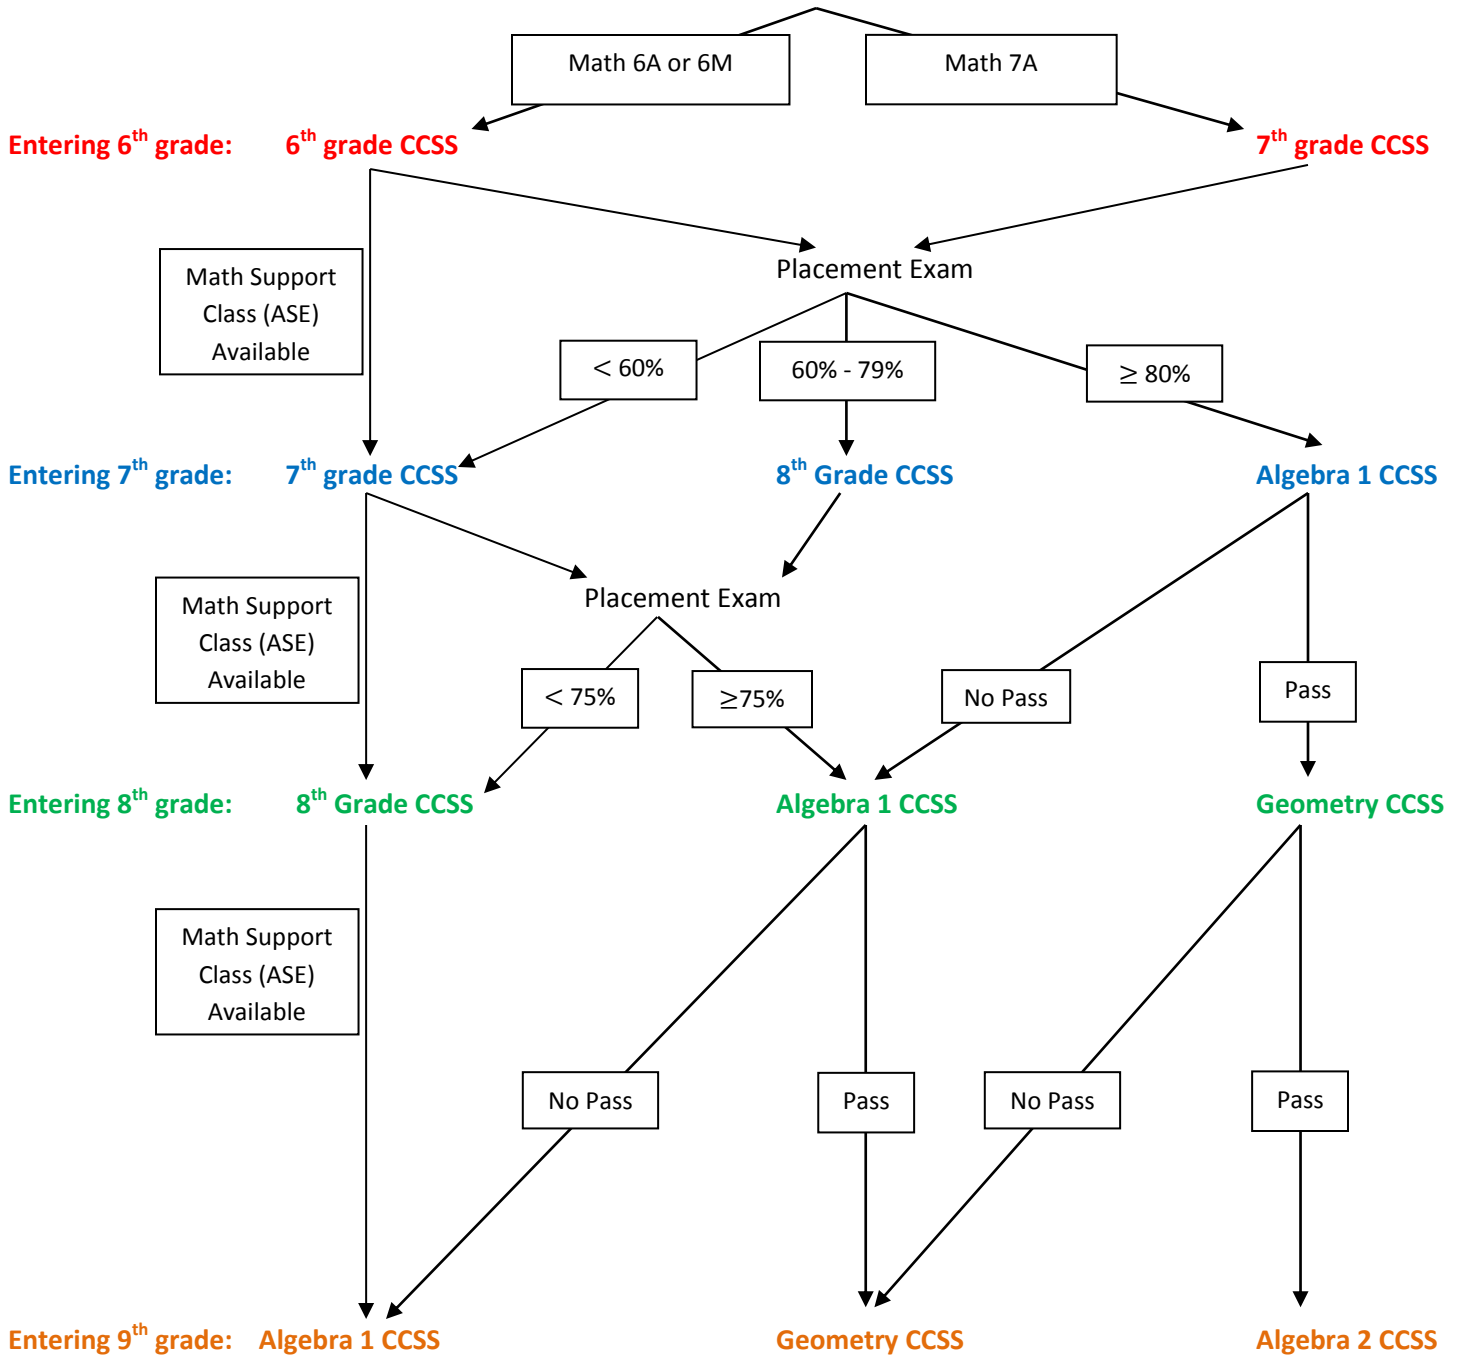 Math 6A or 6M
Math 7A
Entering 6th grade:
6th grade CCSS
7th grade CCSS
Math Support
Class (ASE)
Available
Placement Exam
< 60%
60% - 79%
≥ 80%
Entering 7th grade:
7th grade CCSS
8th Grade CCSS
Algebra 1 CCSS
Math Support
Class (ASE)
Available
Placement Exam
< 75%
≥75%
No Pass
Pass
Entering 8th grade:
8th Grade CCSS
Algebra 1 CCSS
Geometry CCSS
Math Support
Class (ASE)
Available
No Pass
Pass
No Pass
Pass
Entering 9th grade:
Algebra 1 CCSS
Geometry CCSS
Algebra 2 CCSS